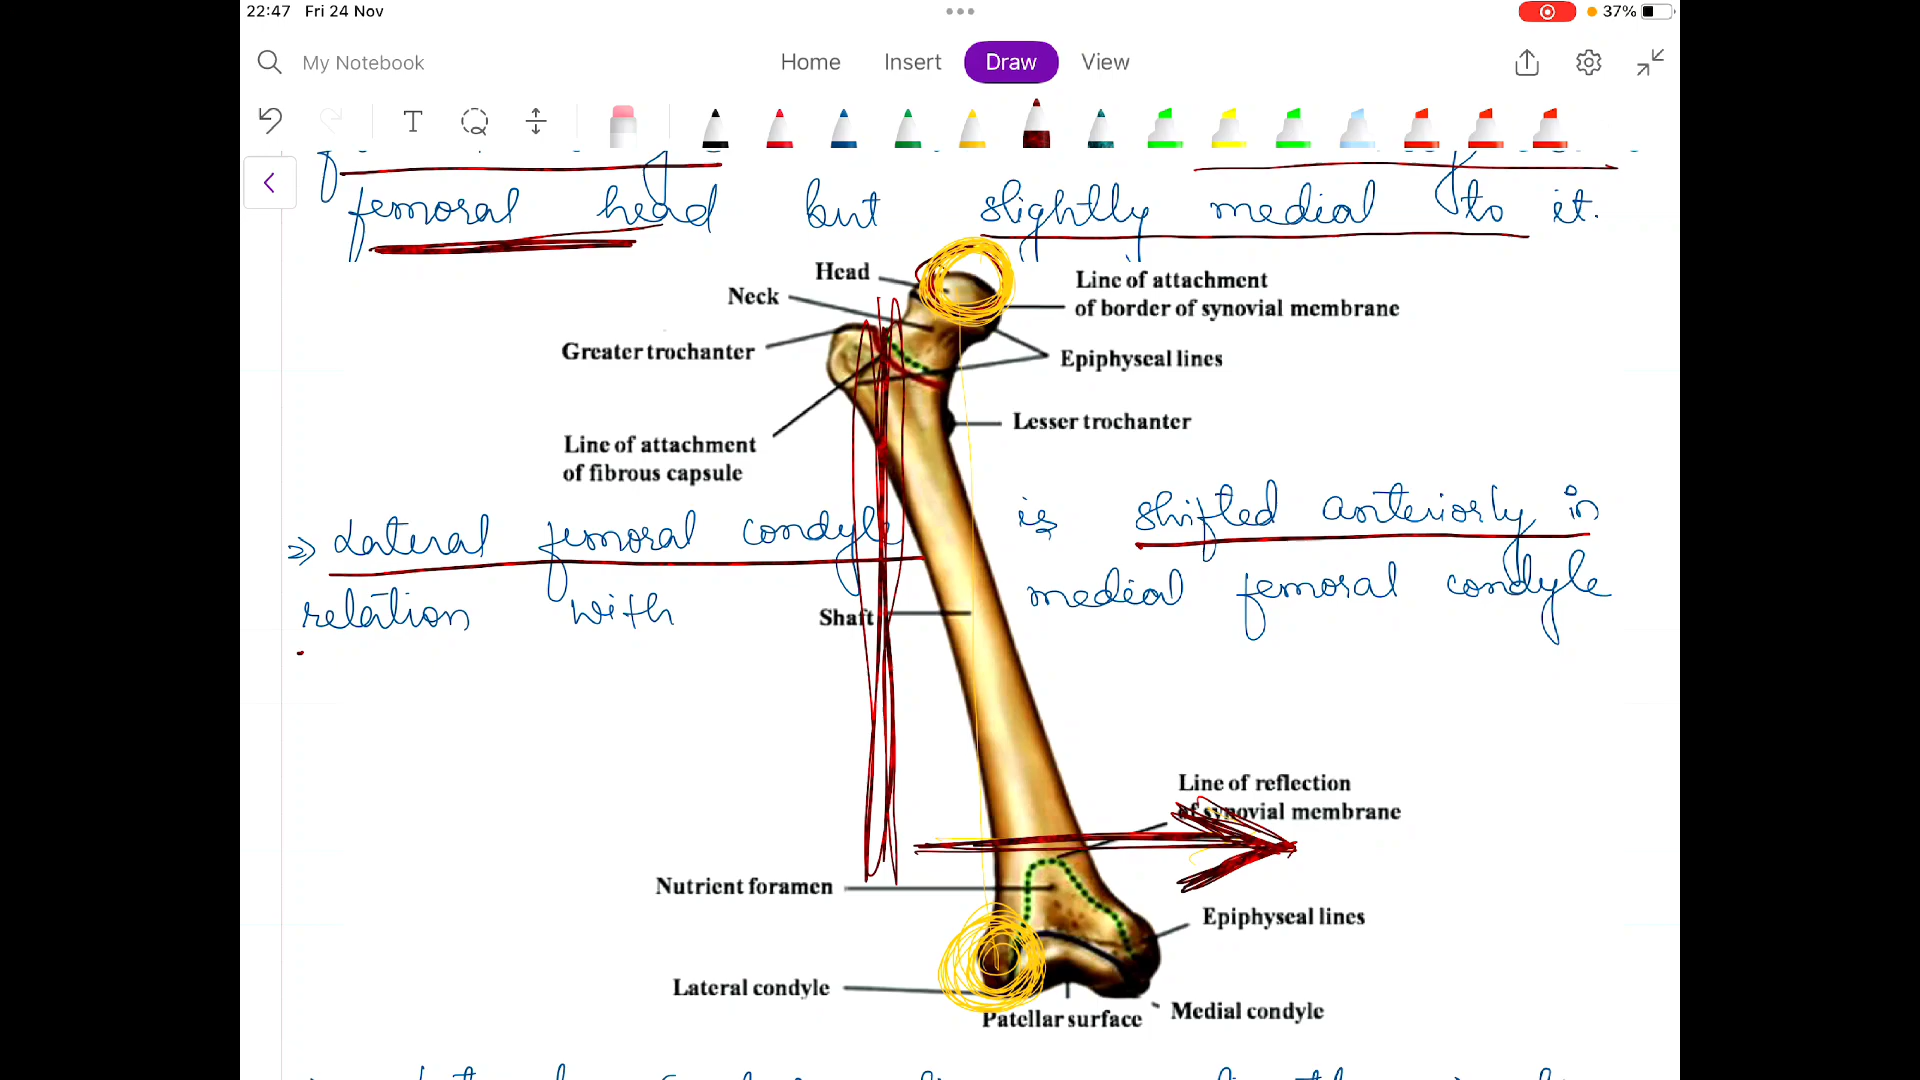 22:47 Fri 24 Nov
37%
My Notebook
Home Insert Draw View
T
femoral head but slightly medial to it.
Head
Neck
Greater trochanter
Line of attachment
of fibrous capsule
Line of attachment
of border of synovial membrane
Epiphyseal lines
Lesser trochanter
2) Lateral femoral condyle is shifted anteriorly in
relation with medial femoral condyle
Shaft
Line of reflection
of synovial membrane
Nutrient foramen
Epiphyseal lines
Lateral condyle
Patellar surface
Medial condyle